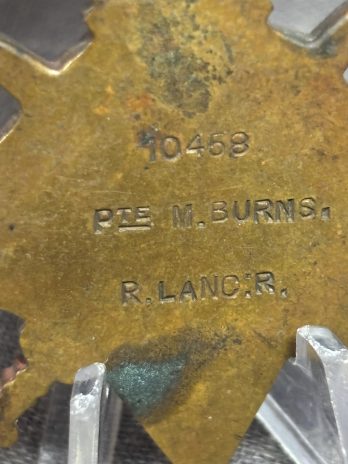 10458
PTE M. BURNS.
R. LANC: R.